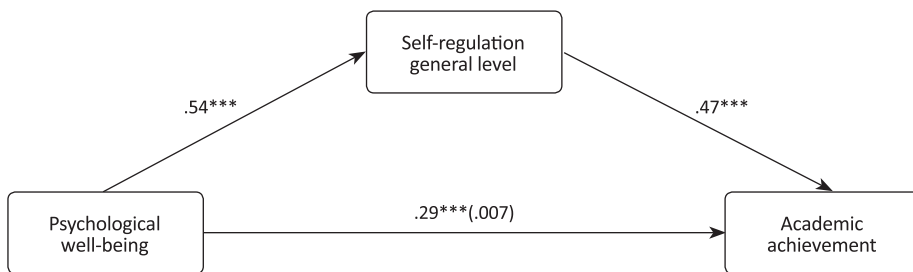 Self-regulation
general level
.54***
.47***
.29***(.007)
Psychological
well-being
Academic
achievement